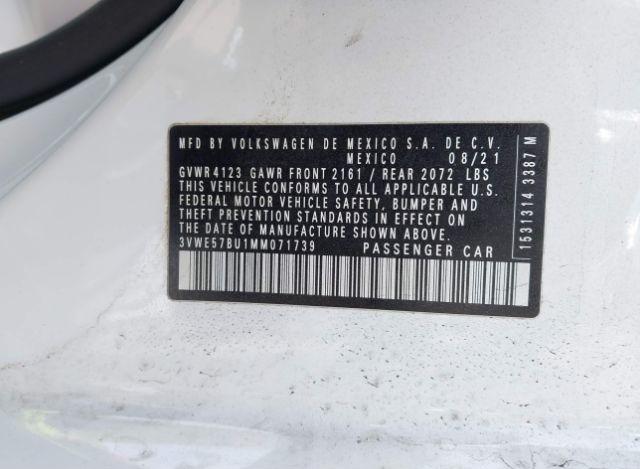 MFD BY VOLKSWAGEN DE MEXICO S.A. DE C.V.
MEXICO 08/21
GVWR 4123 GAWR FRONT 2161 / REAR 2072 LBS
THIS VEHICLE CONFORMS TO ALL APPLICABLE U.S.
FEDERAL MOTOR VEHICLE SAFETY, BUMPER AND
THEFT PREVENTION STANDARDS IN EFFECT ON
THE DATE OF MANUFACTURE SHOWN ABOVE.
3VWE57BU1MM071739 PASSENGER CAR
1531314 3387 M